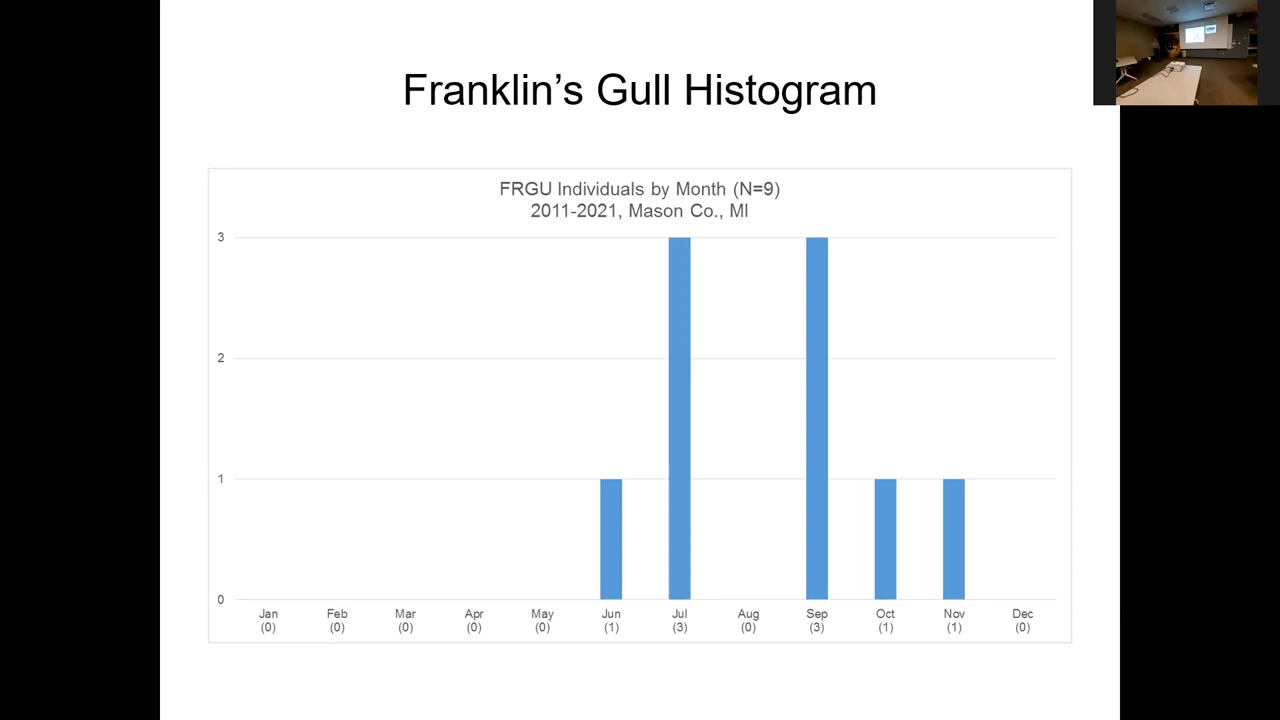 Franklin’s Gull Histogram
FRGU Individuals by Month (N=9)
2011-2021, Mason Co., MI
3
2
1
0
Jan Feb Mar Apr May Jun Jul Aug Sep Oct Nov Dec
(0) (0) (0) (0) (0) (1) (3) (0) (3) (1) (1) (0)